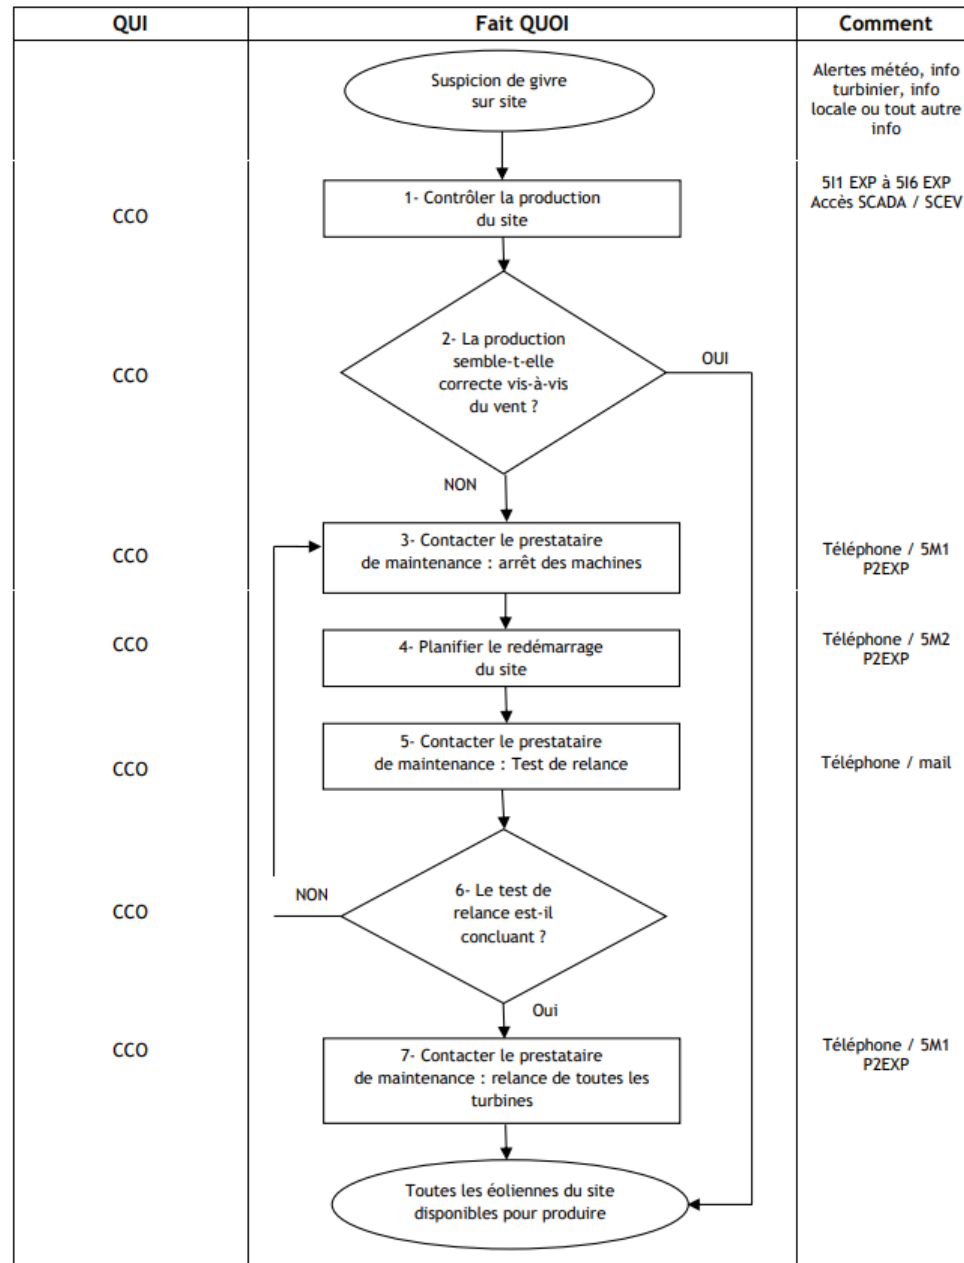 QUI
Fait QUOI
Comment
Suspicion de givre
sur site
Alertes météo, info
turbinier, info
locale ou tout autre
info
CCO
1- Contrôler la production
du site
5I1 EXP à 5I6 EXP
Accès SCADA / SCEV
CCO
2- La production
semble-t-elle
correcte vis-à-vis
du vent ?
OUI
NON
CCO
3- Contacter le prestataire
de maintenance : arrêt des machines
Téléphone / 5M1
P2EXP
CCO
4- Planifier le redémarrage
du site
Téléphone / 5M2
P2EXP
CCO
5- Contacter le prestataire
de maintenance : Test de relance
Téléphone / mail
CCO
NON
6- Le test de
relance est-il
concluant ?
Oui
CCO
7- Contacter le prestataire
de maintenance : relance de toutes les
turbines
Téléphone / 5M1
P2EXP
Toutes les éoliennes du site
disponibles pour produire